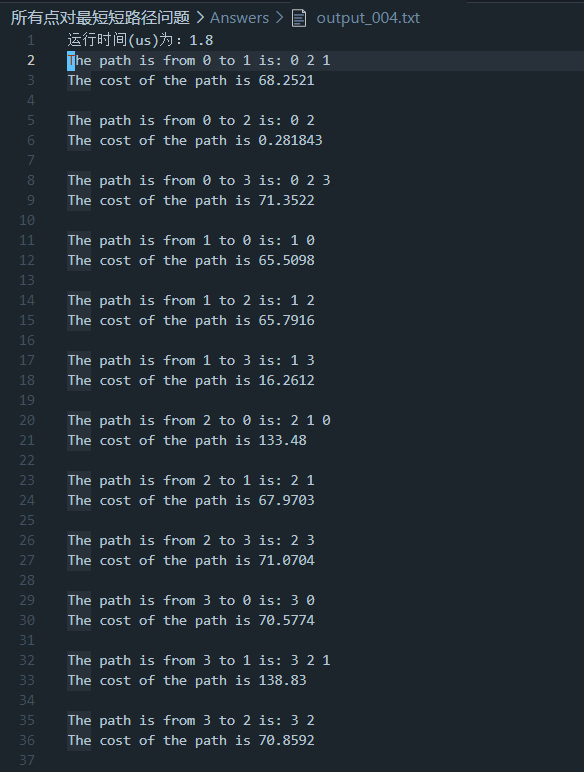 所有点对最短短路径问题 > Answers > output_004.txt
1 运行时间(us)为：1.8
2 The path is from 0 to 1 is: 0 2 1
3 The cost of the path is 68.2521
4
5 The path is from 0 to 2 is: 0 2
6 The cost of the path is 0.281843
7
8 The path is from 0 to 3 is: 0 2 3
9 The cost of the path is 71.3522
10
11 The path is from 1 to 0 is: 1 0
12 The cost of the path is 65.5098
13
14 The path is from 1 to 2 is: 1 2
15 The cost of the path is 65.7916
16
17 The path is from 1 to 3 is: 1 3
18 The cost of the path is 16.2612
19
20 The path is from 2 to 0 is: 2 1 0
21 The cost of the path is 133.48
22
23 The path is from 2 to 1 is: 2 1
24 The cost of the path is 67.9703
25
26 The path is from 2 to 3 is: 2 3
27 The cost of the path is 71.0704
28
29 The path is from 3 to 0 is: 3 0
30 The cost of the path is 70.5774
31
32 The path is from 3 to 1 is: 3 2 1
33 The cost of the path is 138.83
34
35 The path is from 3 to 2 is: 3 2
36 The cost of the path is 70.8592
37